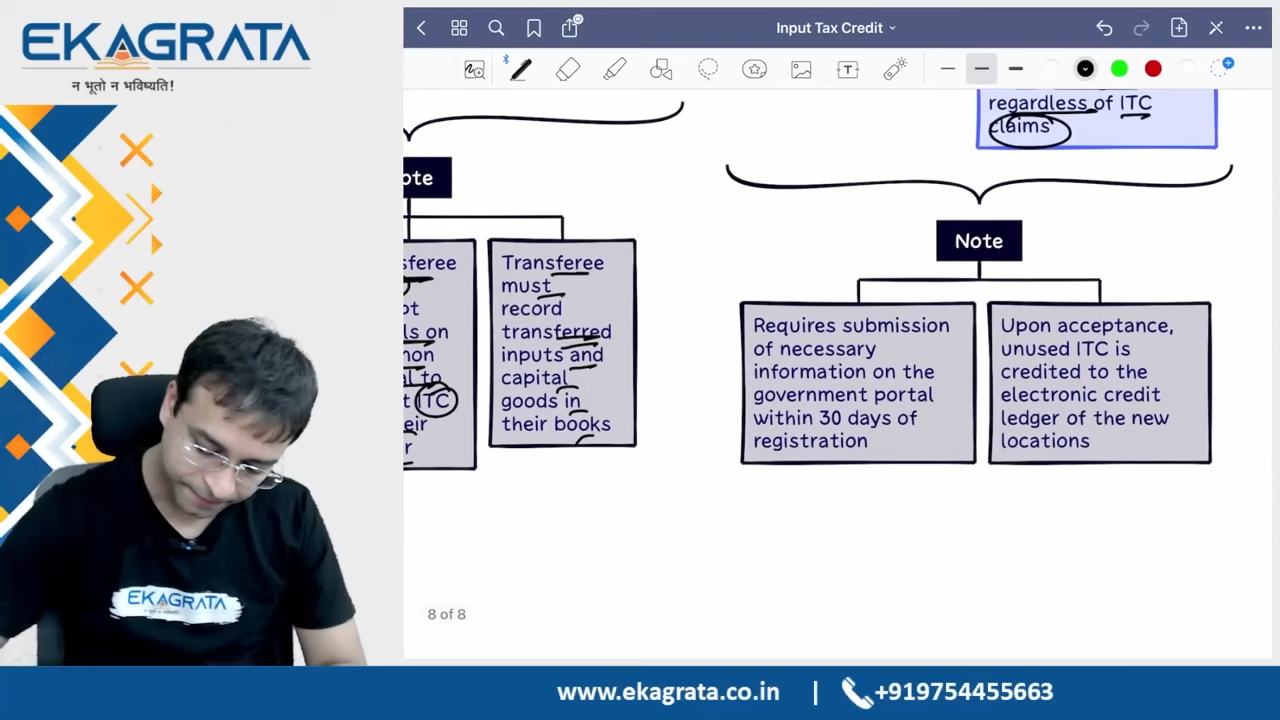 EKAGRATA
न भूतो न भविष्यति!
Input Tax Credit
T
regardless of ITC
claims
Note
Transferee
must
record
transferred
inputs and
capital
goods in
their books
ITC
Note
Requires submission
of necessary
information on the
government portal
within 30 days of
registration
Upon acceptance,
unused ITC is
credited to the
electronic credit
ledger of the new
locations
8 of 8
EKAGRATA
www.ekagrata.co.in | +919754455663